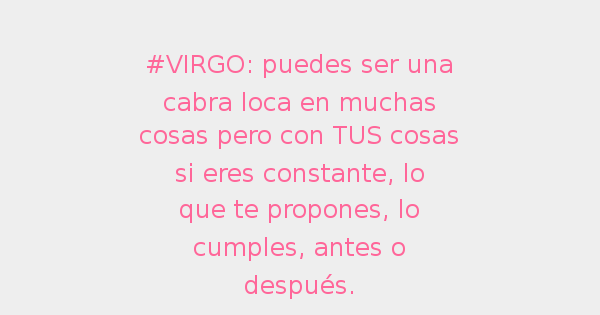 #VIRGO: puedes ser una
cabra loca en muchas
cosas pero con TUS cosas
si eres constante, lo
que te propones, lo
cumples, antes o
después.